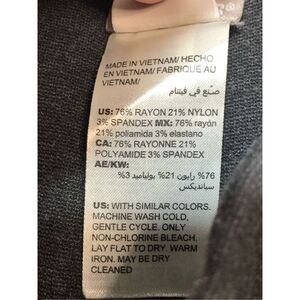 MADE IN VIETNAM/ HECHO
EN VIETNAM/ FABRIQUE AU
VIETNAM/
صنع في فيتنام
US: 76% RAYON 21% NYLON
3% SPANDEX MX: 76% rayón
21% poliamida 3% elastano
CA: 76% RAYONNE 21%
POLYAMIDE 3% SPANDEX
AE/KW:
76% رايون 21% بولياميد 3%
سبانديكس
US: WITH SIMILAR COLORS.
MACHINE WASH COLD,
GENTLE CYCLE. ONLY
NON-CHLORINE BLEACH.
LAY FLAT TO DRY. WARM
IRON. MAY BE DRY
CLEANED